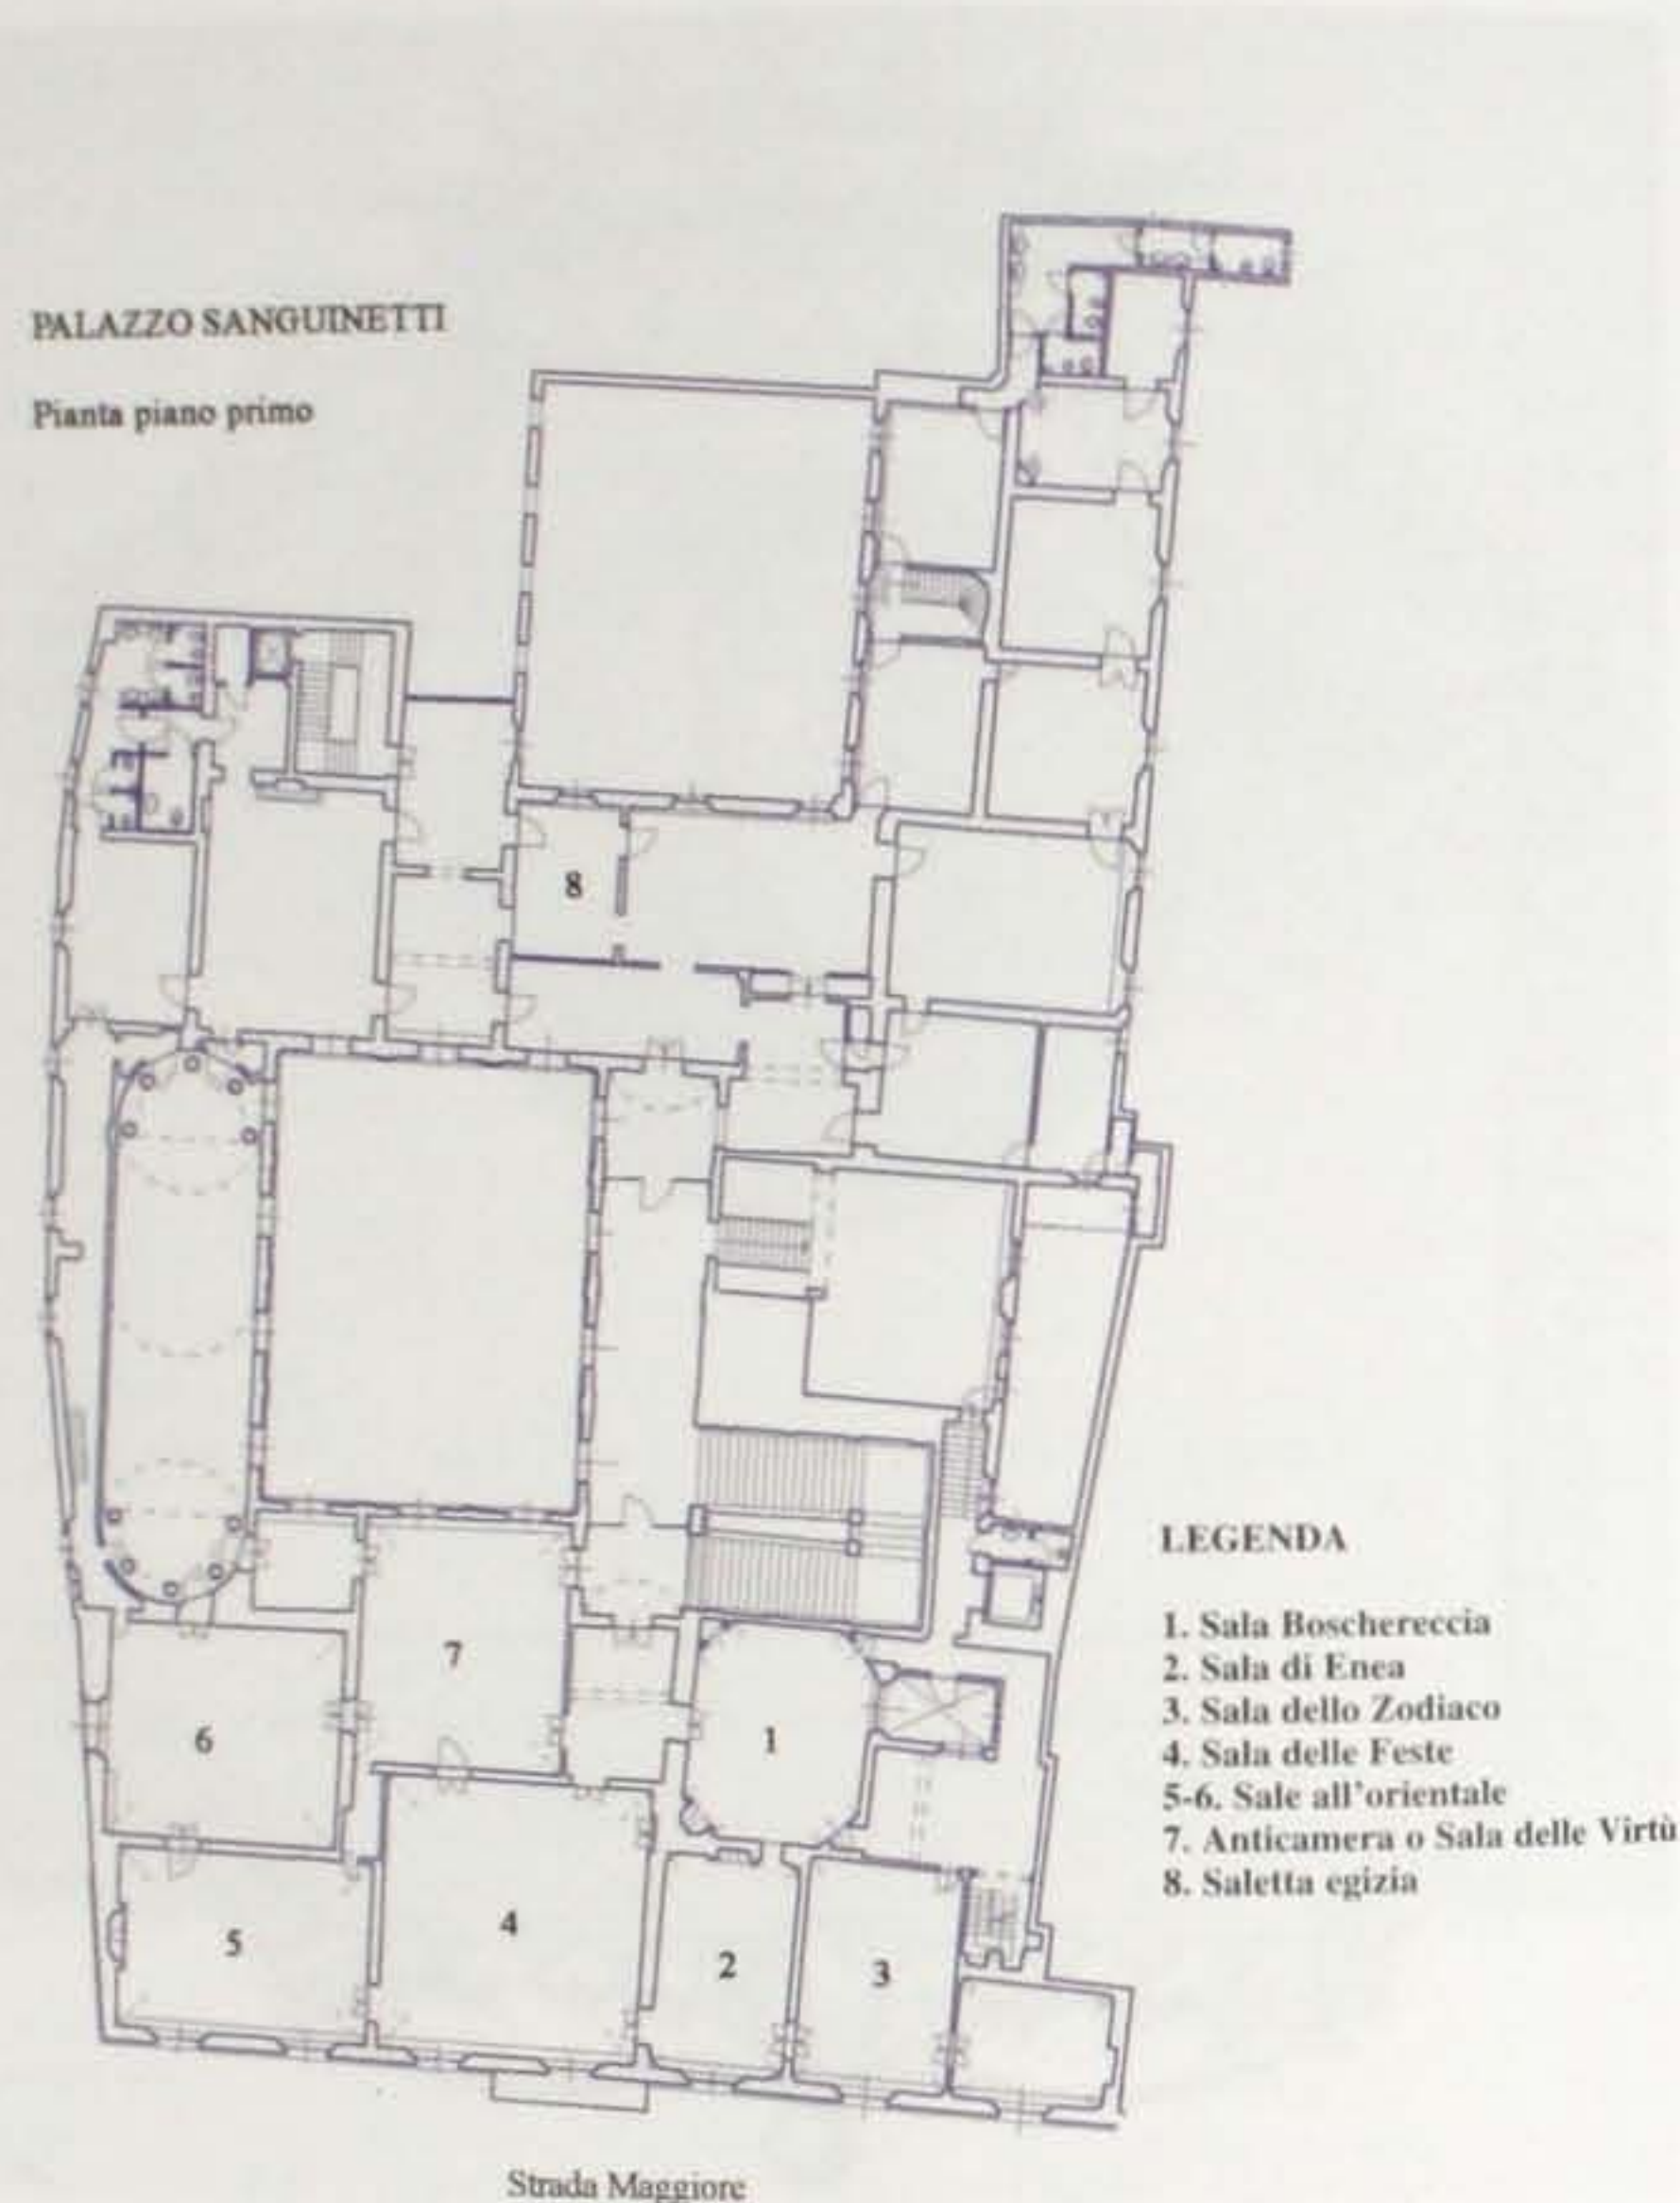 PALAZZO SANGUINETTI
Pianta piano primo
8
7
6
1
5
4
2
3
LEGENDA
1. Sala Boschereccia
2. Sala di Enea
3. Sala dello Zodiaco
4. Sala delle Feste
5-6. Sale all'orientale
7. Anticamera o Sala delle Virtù
8. Saletta egizia
Strada Maggiore